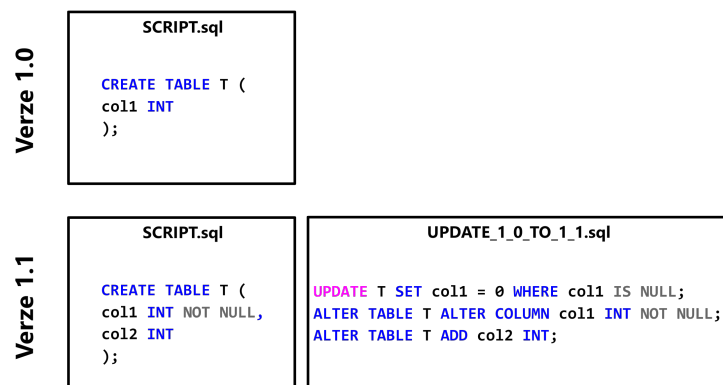 Verze 1.0
SCRIPT.sql
CREATE TABLE T (
col1 INT
);
Verze 1.1
SCRIPT.sql
CREATE TABLE T (
col1 INT NOT NULL,
col2 INT
);
UPDATE_1_0_TO_1_1.sql
UPDATE T SET col1 = 0 WHERE col1 IS NULL;
ALTER TABLE T ALTER COLUMN col1 INT NOT NULL;
ALTER TABLE T ADD col2 INT;